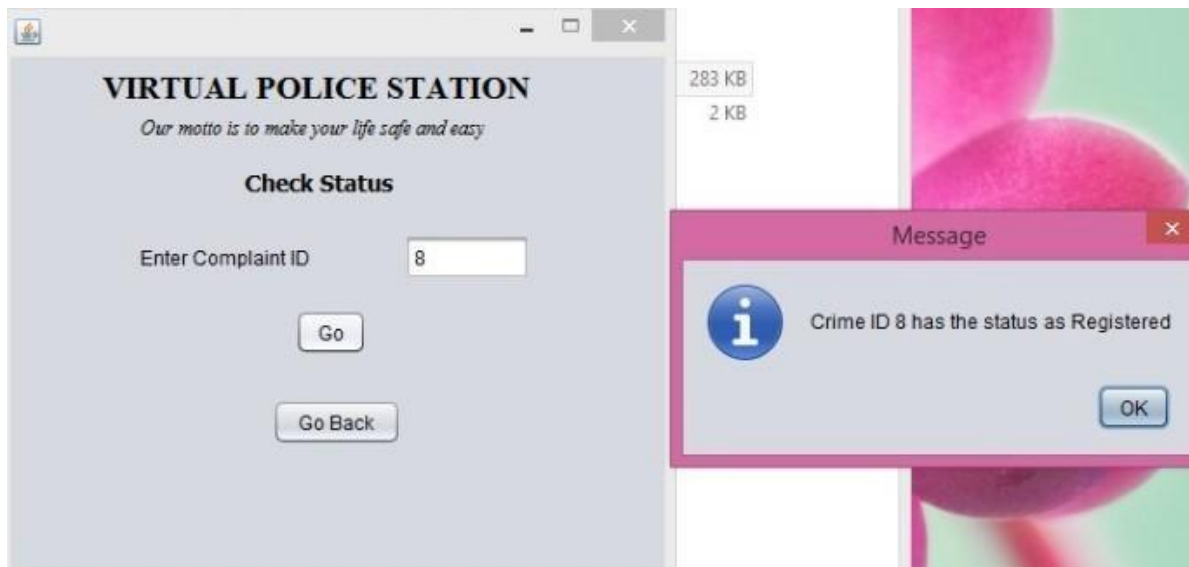 VIRTUAL POLICE STATION
Our motto is to make your life safe and easy
Check Status
Enter Complaint ID
8
Go
Go Back
283 KB
2 KB
Message
Crime ID 8 has the status as Registered
OK